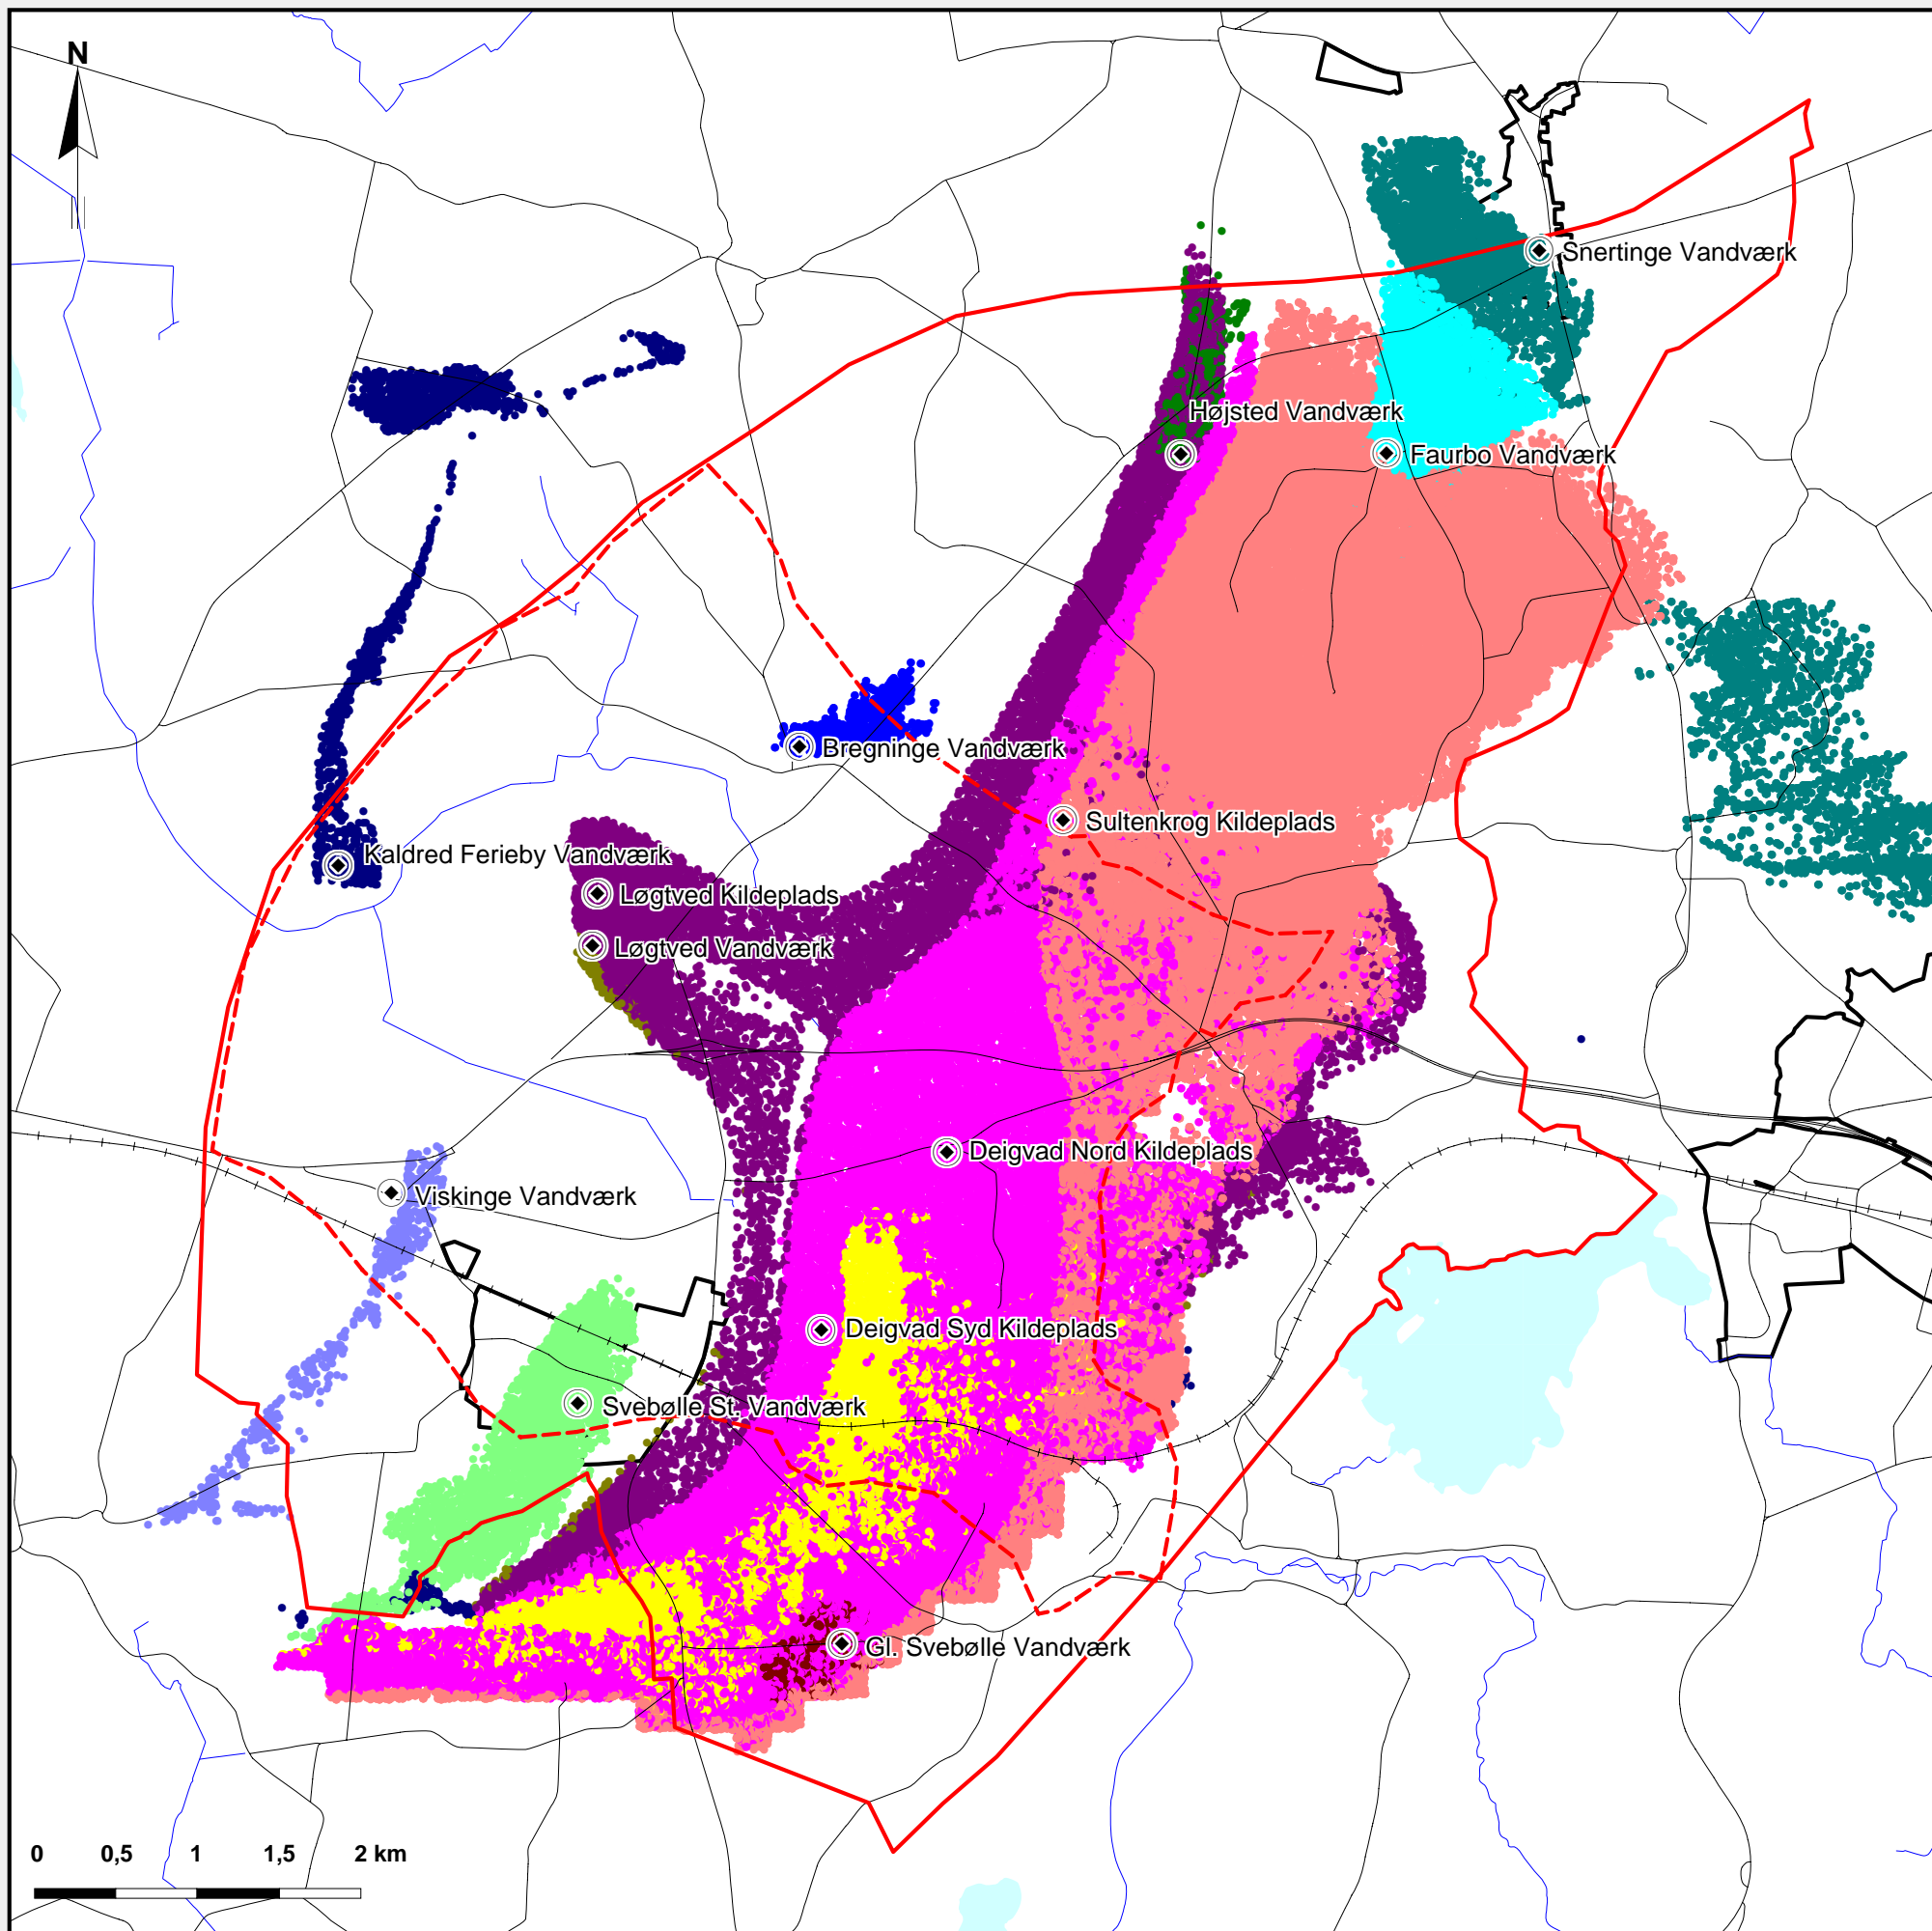 N
Snertinge Vandværk
Højsted Vandværk
Faurbo Vandværk
Bregninge Vandværk
Sultenkrog Kildeplads
Kaldred Ferieby Vandværk
Løgtved Kildeplads
Løgtved Vandværk
Deigvad Nord Kildeplads
Viskinge Vandværk
Deigvad Syd Kildeplads
Svebølle St. Vandværk
Gl. Svebølle Vandværk
0 0,5 1 1,5 2 km